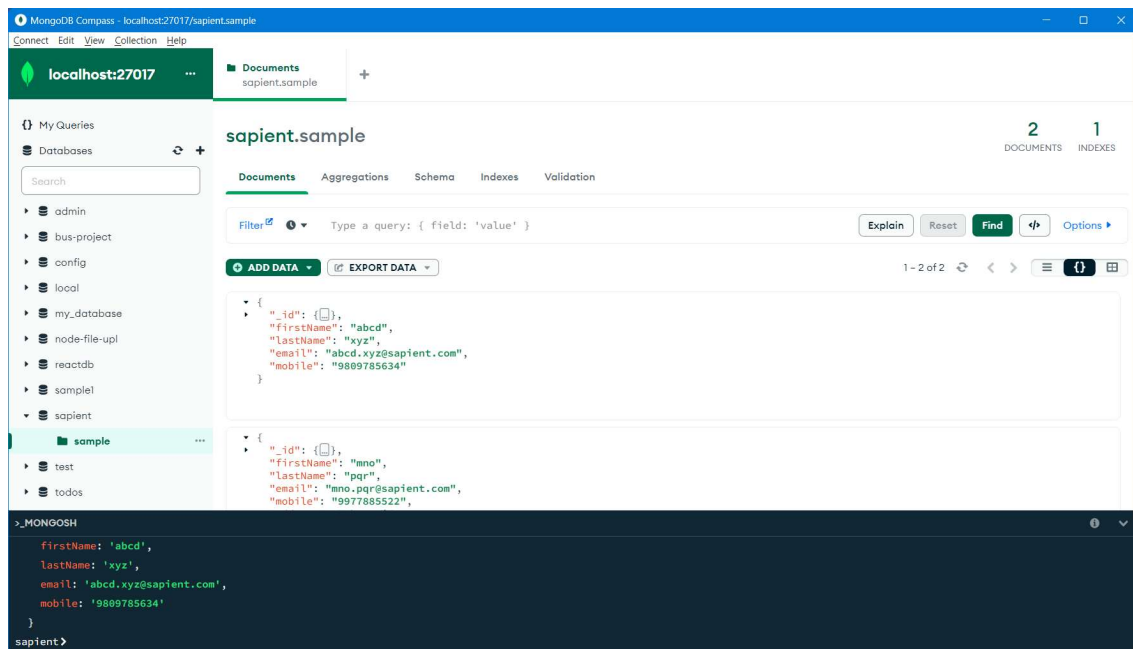 MongoDB Compass - localhost:27017/sapient.sample
Connect Edit View Collection Help
localhost:27017 ...
Documents
sapient.sample
+
{} My Queries
Databases
+
Search
admin
bus-project
config
local
my_database
node-file-upl
reactdb
sample1
sapient
sample ...
test
todos
sapient.sample
2
DOCUMENTS
1
INDEXES
Documents Aggregations Schema Indexes Validation
Filter Type a query: { field: 'value' } Explain Reset Find </> Options
ADD DATA EXPORT DATA 1 – 2 of 2 {}
{
"_id": {...},
"firstName": "abcd",
"lastName": "xyz",
"email": "abcd.xyz@sapient.com",
"mobile": "9809785634"
}
{
"_id": {...},
"firstName": "mno",
"lastName": "pqr",
"email": "mno.pqr@sapient.com",
"mobile": "9977885522",
>_MONGOSH
firstName: 'abcd',
lastName: 'xyz',
email: 'abcd.xyz@sapient.com',
mobile: '9809785634'
}
sapient>